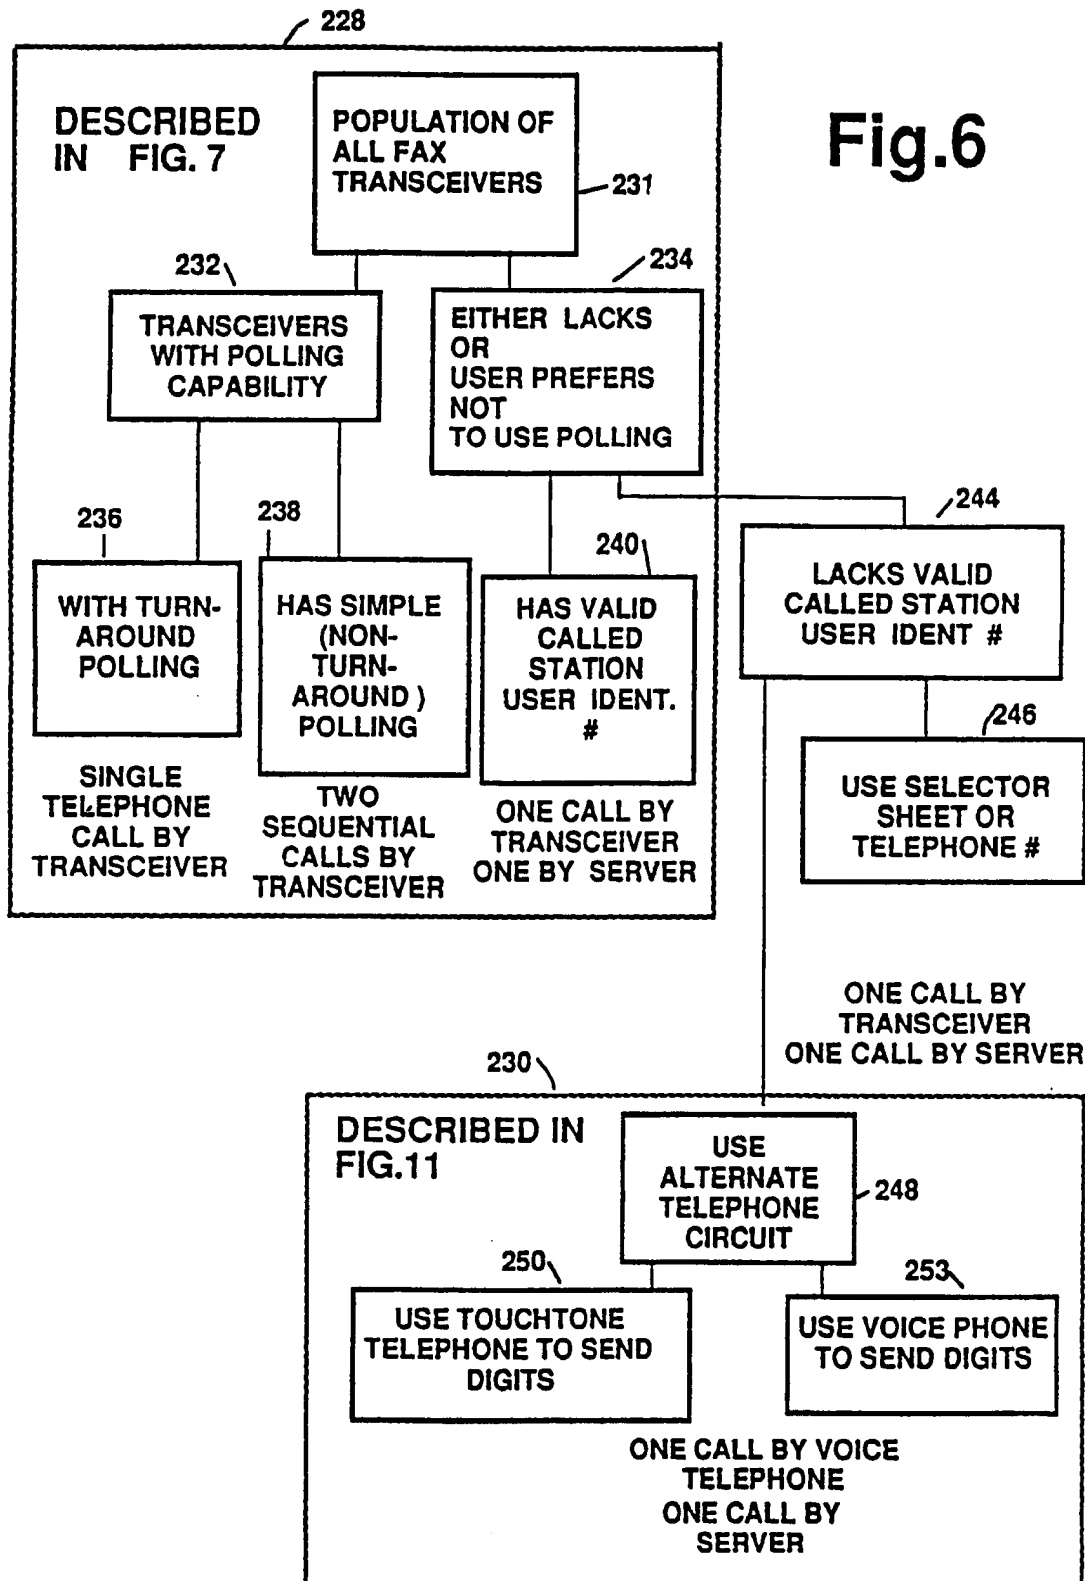 228
DESCRIBED
IN FIG. 7
POPULATION OF
ALL FAX
TRANSCEIVERS
231
Fig.6
232
TRANSCEIVERS
WITH POLLING
CAPABILITY
234
EITHER LACKS
OR
USER PREFERS
NOT
TO USE POLLING
236
WITH TURN-
AROUND
POLLING
SINGLE
TELEPHONE
CALL BY
TRANSCEIVER
238
HAS SIMPLE
(NON-
TURN-
AROUND )
POLLING
TWO
SEQUENTIAL
CALLS BY
TRANSCEIVER
240
HAS VALID
CALLED
STATION
USER IDENT.
#
ONE CALL BY
TRANSCEIVER
ONE BY SERVER
244
LACKS VALID
CALLED STATION
USER IDENT #
246
USE SELECTOR
SHEET OR
TELEPHONE #
ONE CALL BY
TRANSCEIVER
ONE CALL BY SERVER
230
DESCRIBED IN
FIG.11
USE
ALTERNATE
TELEPHONE
CIRCUIT
248
250
USE TOUCHTONE
TELEPHONE TO SEND
DIGITS
253
USE VOICE PHONE
TO SEND DIGITS
ONE CALL BY VOICE
TELEPHONE
ONE CALL BY
SERVER